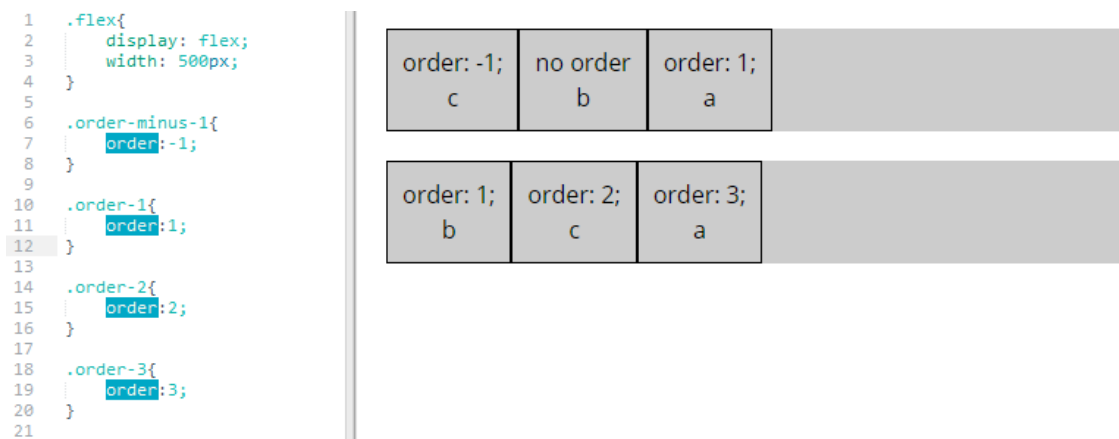 1 .flex{
2 display: flex;
3 width: 500px;
4 }
5
6 .order-minus-1{
7 order:-1;
8 }
9
10 .order-1{
11 order:1;
12 }
13
14 .order-2{
15 order:2;
16 }
17
18 .order-3{
19 order:3;
20 }
21
order: -1; no order order: 1;
c b a
order: 1; order: 2; order: 3;
b c a